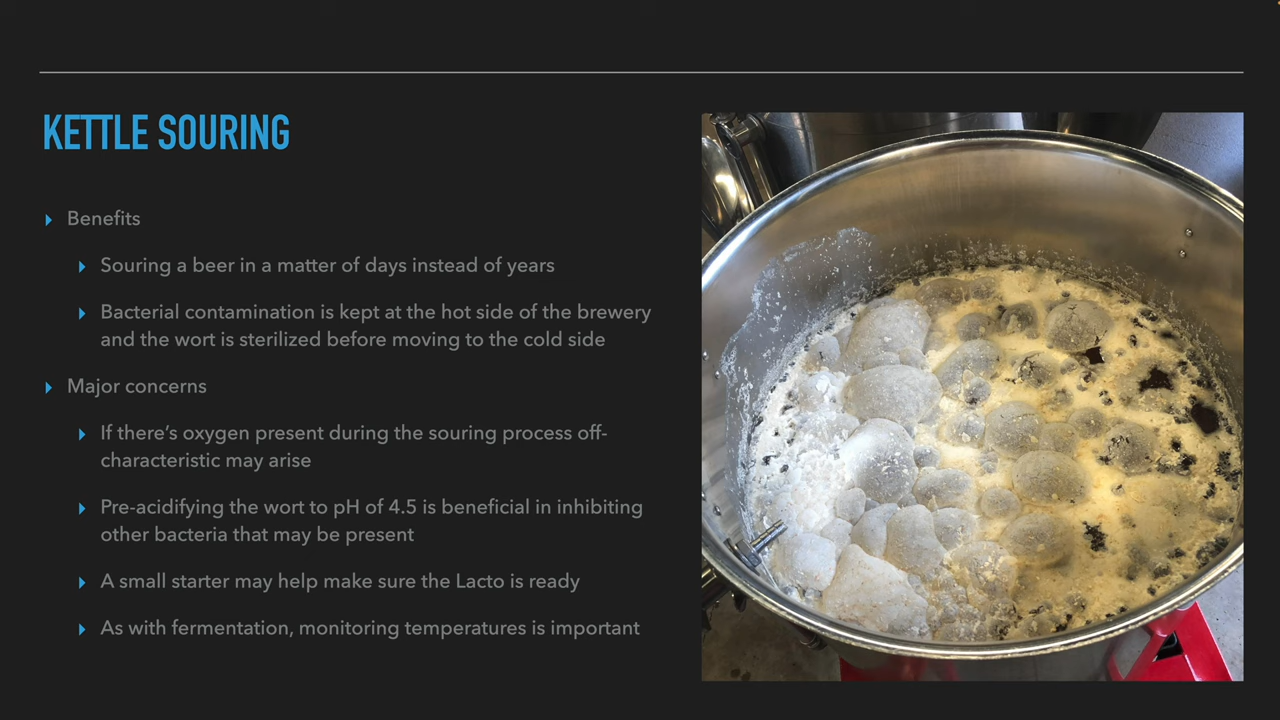 KETTLE SOURING
Benefits
Souring a beer in a matter of days instead of years
Bacterial contamination is kept at the hot side of the brewery
and the wort is sterilized before moving to the cold side
Major concerns
If there’s oxygen present during the souring process off-
characteristic may arise
Pre-acidifying the wort to pH of 4.5 is beneficial in inhibiting
other bacteria that may be present
A small starter may help make sure the Lacto is ready
As with fermentation, monitoring temperatures is important